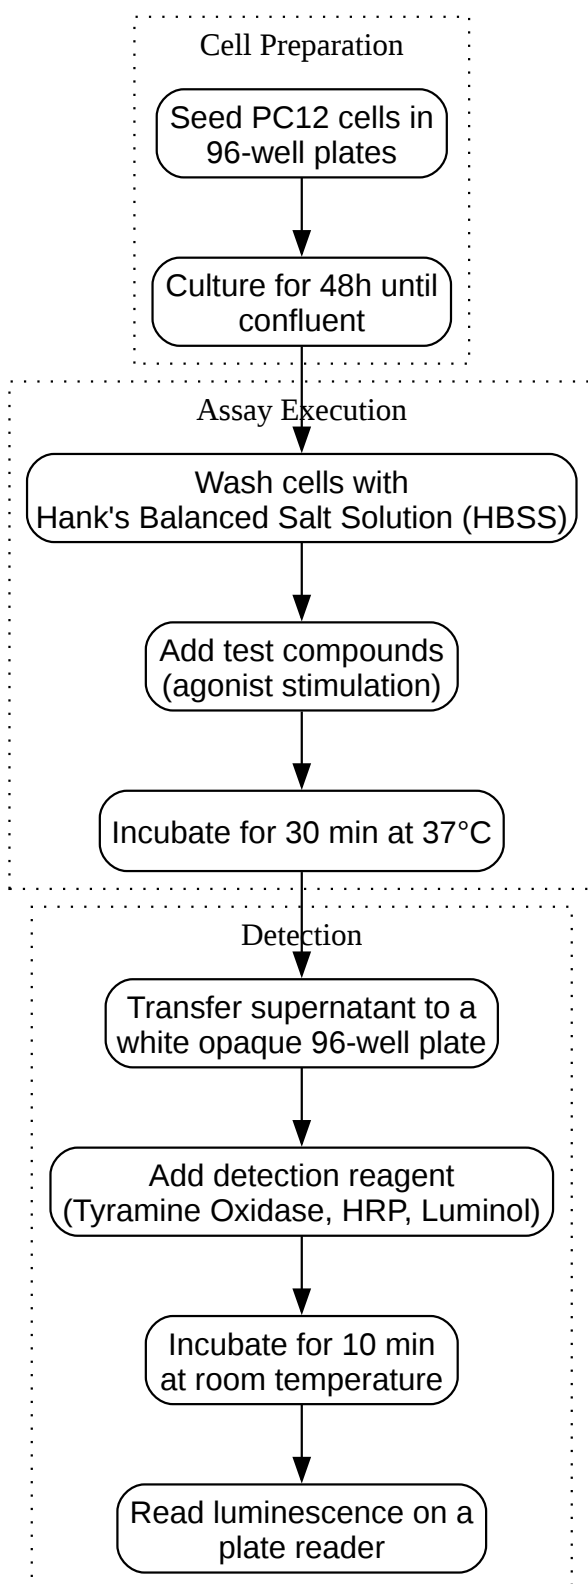 Cell Preparation
Seed PC12 cells in
96-well plates
Culture for 48h until
confluent
Assay Execution
Wash cells with
Hank's Balanced Salt Solution (HBSS)
Add test compounds
(agonist stimulation)
Incubate for 30 min at 37°C
Detection
Transfer supernatant to a
white opaque 96-well plate
Add detection reagent
(Tyramine Oxidase, HRP, Luminol)
Incubate for 10 min
at room temperature
Read luminescence on a
plate reader